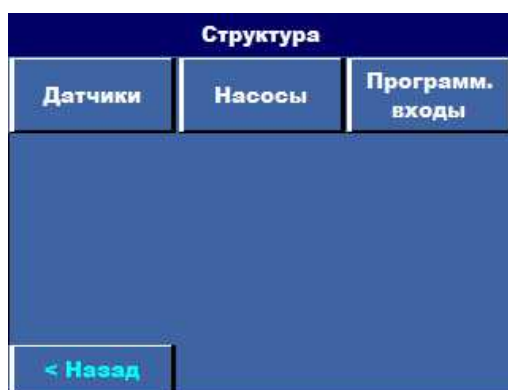 Структура
Датчики
Насосы
Программ.
входы
< Назад